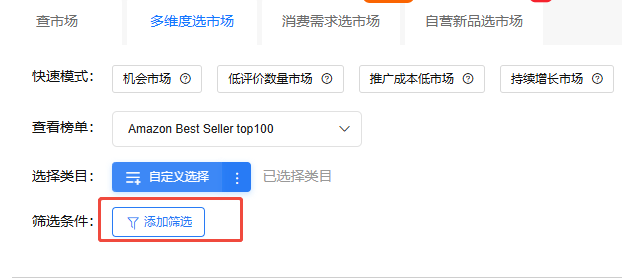 查市场 多维度选市场 消费需求选市场 自营新品选市场
快速模式： 机会市场 ? 低评价数量市场 ? 推广成本低市场 ? 持续增长市场 ?
查看榜单： Amazon Best Seller top100
选择类目： 自定义选择 已选择类目
筛选条件： 添加筛选